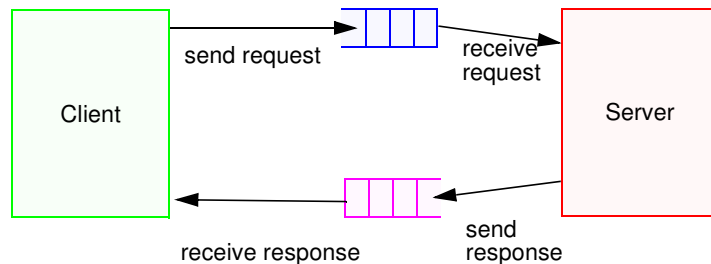 send request
receive
request
Client
Server
send
response
receive response